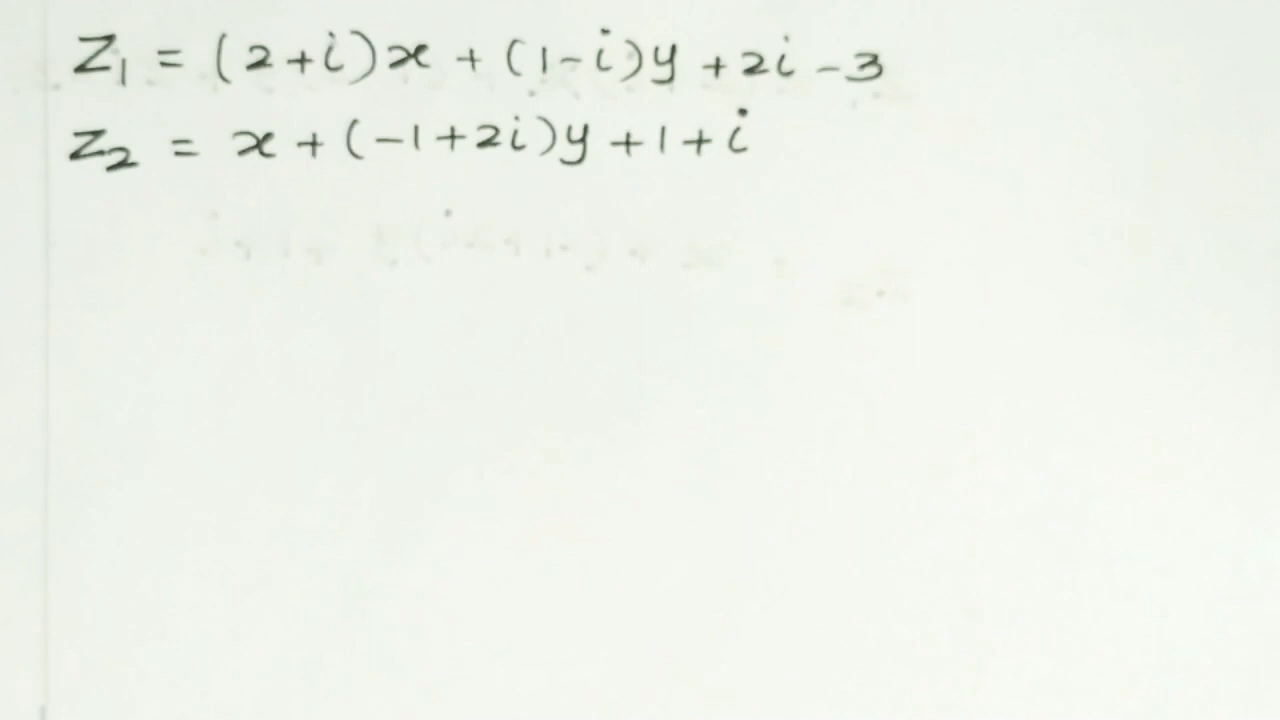 Z₁ = (2+i)x + (1-i)y + 2i - 3
Z₂ = x + (-1+2i)y + 1 + i